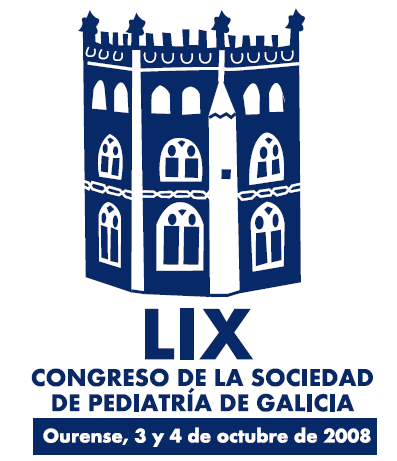 LIX
CONGRESO DE LA SOCIEDAD
DE PEDIATRÍA DE GALICIA
Ourense, 3 y 4 de octubre de 2008